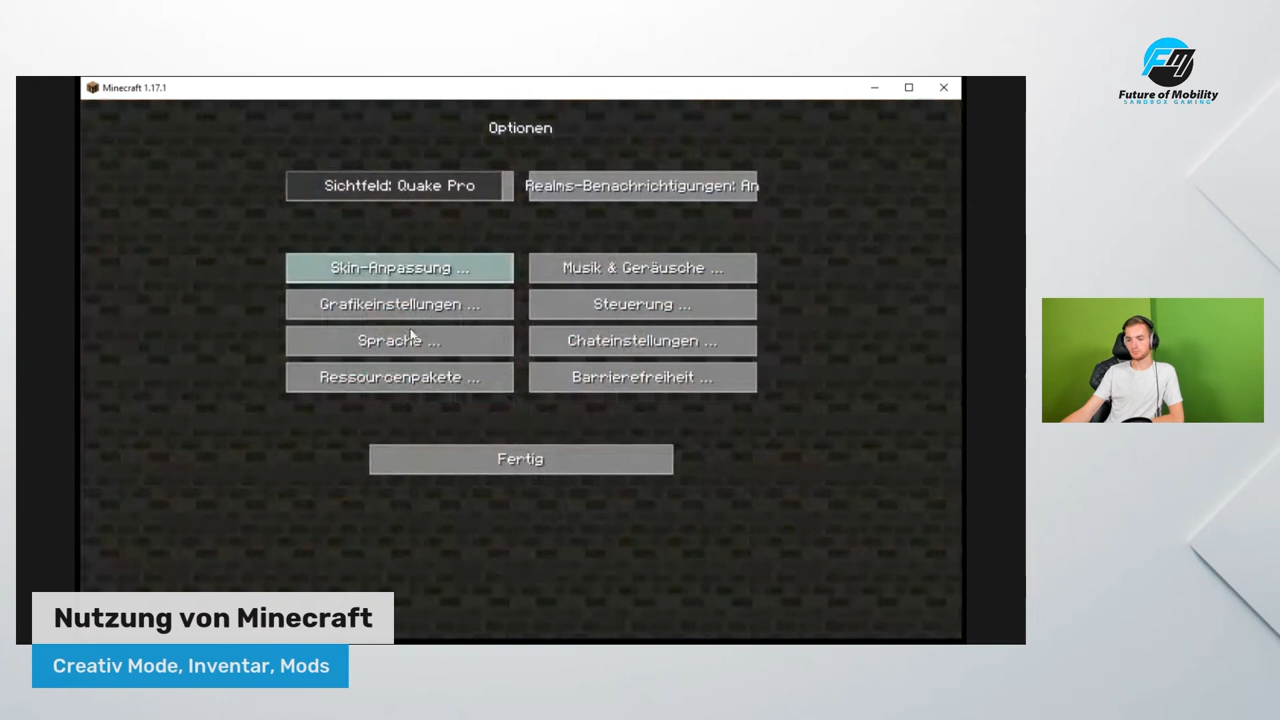 Minecraft 1.17.1
Optionen
Sichtfeld: Quake Pro
Realms-Benachrichtigungen: An
Skin-Anpassung ...
Musik & Geräusche ...
Grafikeinstellungen ...
Steuerung ...
Sprache ...
Chateinstellungen ...
Ressourcenpakete ...
Barrierefreiheit ...
Fertig
FM
Future of Mobility
SANDBOX GAMING
Nutzung von Minecraft
Creativ Mode, Inventar, Mods